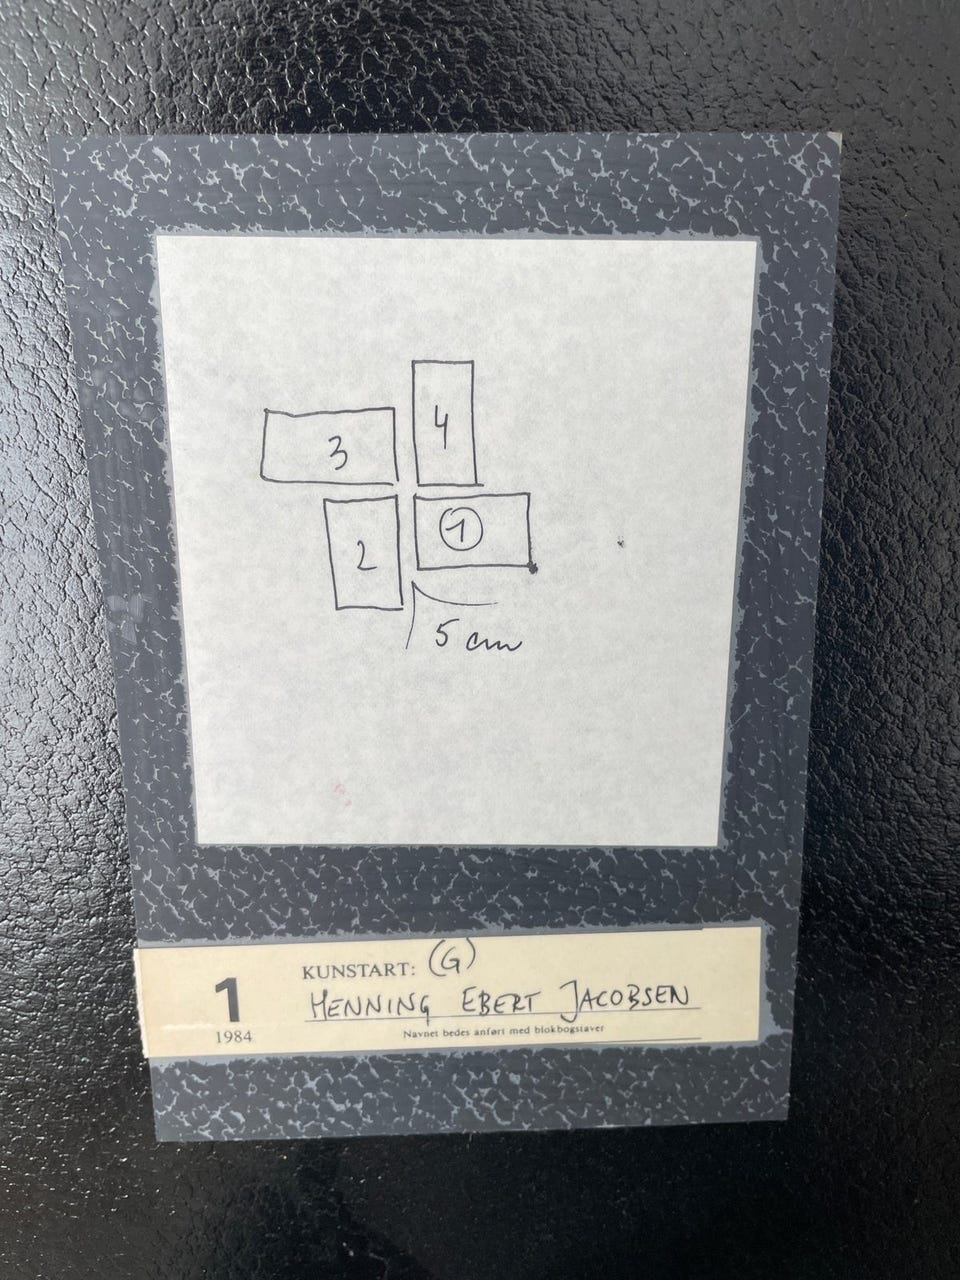 4
3
1
2
5 cm
KUNSTART: (G)
1 HENNING EBERT JACOBSEN
1984 Navnet bedes anført med blokbogstaver